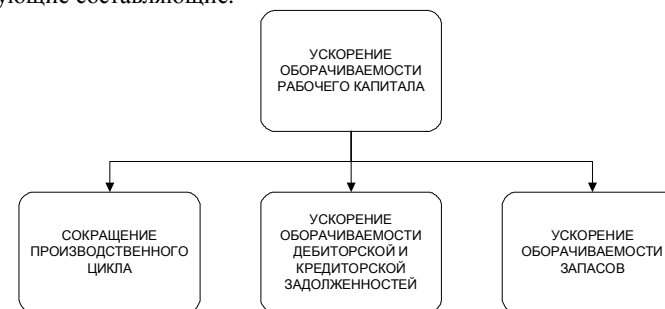 ующие составляющие:
УСКОРЕНИЕ
ОБОРАЧИВАЕМОСТИ
РАБОЧЕГО КАПИТАЛА
СОКРАЩЕНИЕ
ПРОИЗВОДСТВЕННОГО
ЦИКЛА
УСКОРЕНИЕ
ОБОРАЧИВАЕМОСТИ
ДЕБИТОРСКОЙ И
КРЕДИТОРСКОЙ
ЗАДОЛЖЕННОСТЕЙ
УСКОРЕНИЕ
ОБОРАЧИВАЕМОСТИ
ЗАПАСОВ